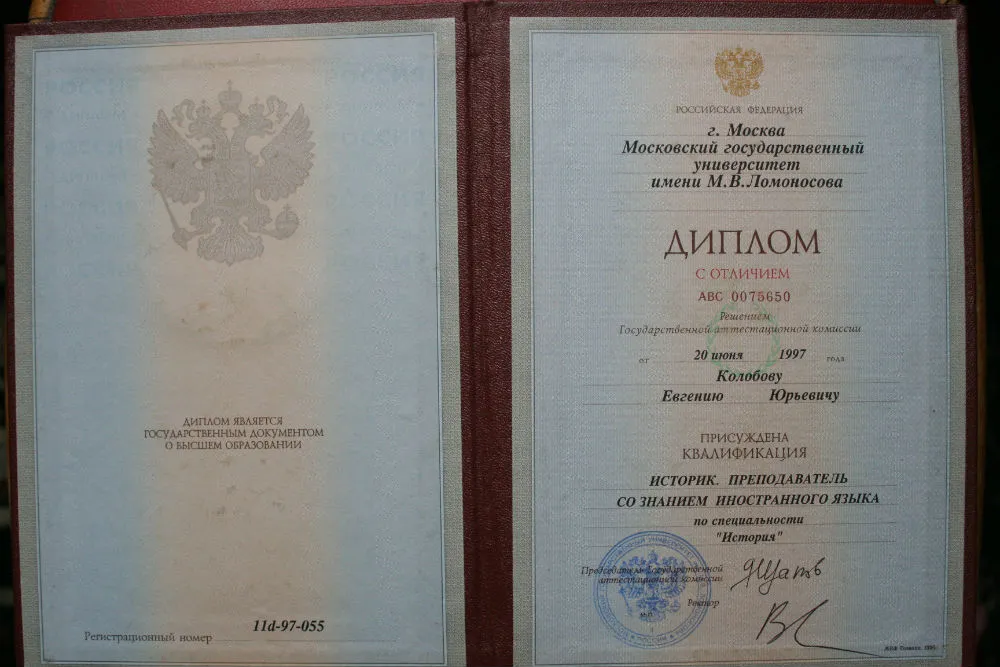 ДИПЛОМ ЯВЛЯЕТСЯ
ГОСУДАРСТВЕННЫМ ДОКУМЕНТОМ
О ВЫСШЕМ ОБРАЗОВАНИИ
Регистрационный номер 11d-97-055
РОССИЙСКАЯ ФЕДЕРАЦИЯ
г. Москва
Московский государственный
университет
имени М.В.Ломоносова
ДИПЛОМ
С ОТЛИЧИЕМ
АВС 0075650
Решением
Государственной аттестационной комиссии
от 20 июня 1997 года
Колобову
Евгению Юрьевичу
ПРИСУЖДЕНА
КВАЛИФИКАЦИЯ
ИСТОРИК. ПРЕПОДАВАТЕЛЬ
СО ЗНАНИЕМ ИНОСТРАННОГО ЯЗЫКА
по специальности
"История"
Председатель Государственной
аттестационной комиссии
Ректор